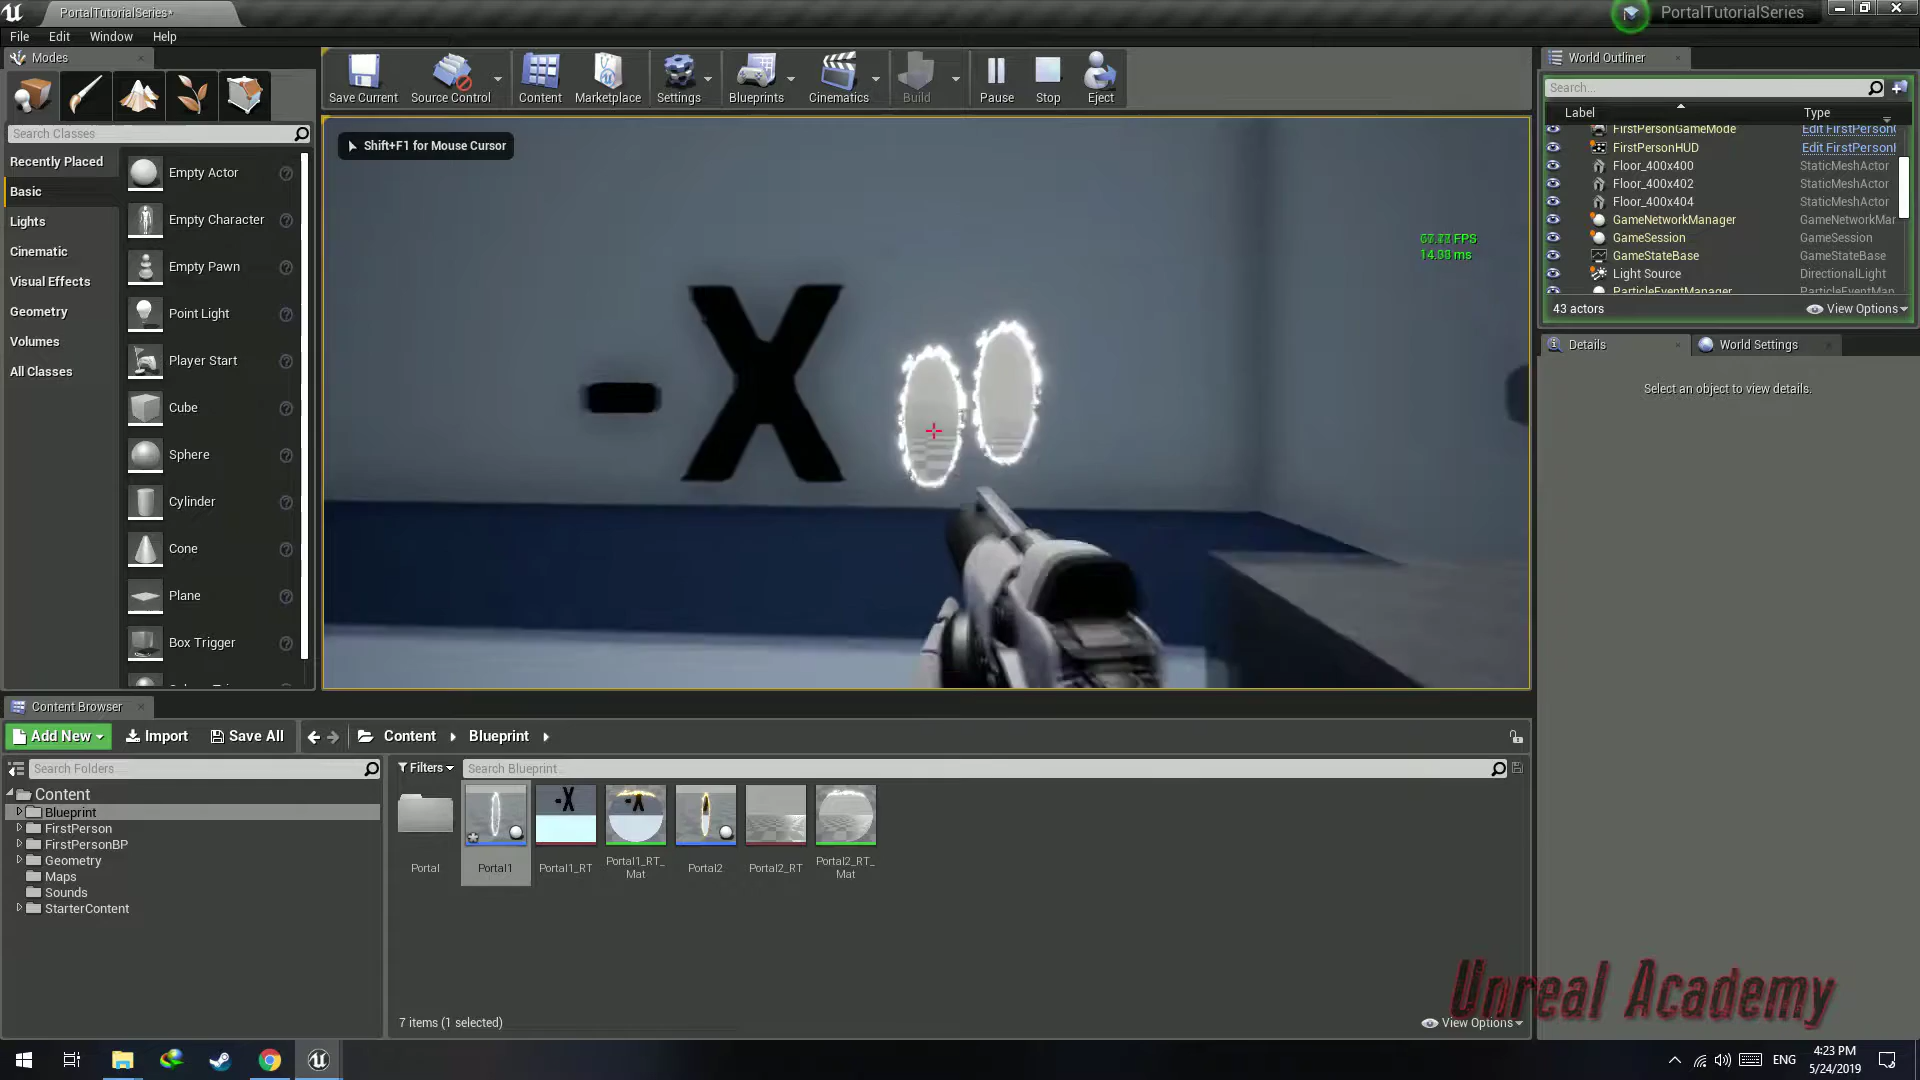 PortalTutorialSeries*
PortalTutorialSeries
File Edit Window Help
Modes
Search Classes
Recently Placed
Basic
Lights
Cinematic
Visual Effects
Geometry
Volumes
All Classes
Empty Actor
Empty Character
Empty Pawn
Point Light
Player Start
Cube
Sphere
Cylinder
Cone
Plane
Box Trigger
Save Current
Source Control
Content
Marketplace
Settings
Blueprints
Cinematics
Build
Pause
Stop
Eject
Shift+F1 for Mouse Cursor
-X
World Outliner
Search...
Label Type
FirstPersonGameMode Edit FirstPerson
FirstPersonHUD Edit FirstPerson
Floor_400x400 StaticMeshActor
Floor_400x402 StaticMeshActor
Floor_400x404 StaticMeshActor
GameNetworkManager GameNetworkMar
GameSession GameSession
GameStateBase GameStateBase
Light Source DirectionalLight
ParticleEventManager ParticleEventMan
43 actors View Options
Details World Settings
Select an object to view details.
Content Browser
Add New Import Save All Content Blueprint
Search Folders
Filters Search Blueprint
Content
Blueprint
FirstPerson
FirstPersonBP
Geometry
Maps
Sounds
StarterContent
-X
-X
Portal
Portal1
Portal1_RT
Portal1_RT_
Mat
Portal2
Portal2_RT
Portal2_RT_
Mat
7 items (1 selected)
View Options
Unreal Academy
ENG
4:23 PM
5/24/2019